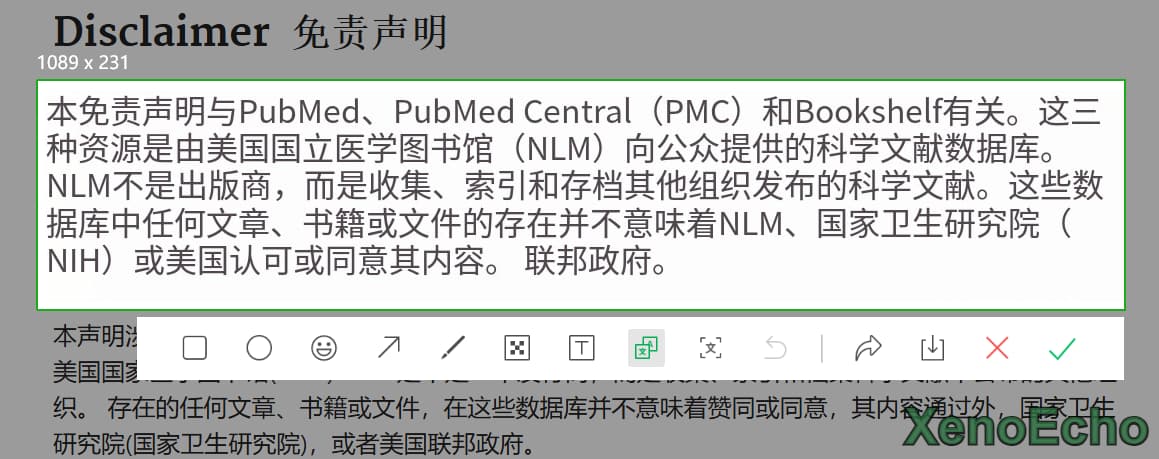 Disclaimer 免责声明
1089 x 231
本免责声明与PubMed、PubMed Central（PMC）和Bookshelf有关。这三
种资源是由美国国立医学图书馆（NLM）向公众提供的科学文献数据库。
NLM不是出版商，而是收集、索引和存档其他组织发布的科学文献。这些数
据库中任何文章、书籍或文件的存在并不意味着NLM、国家卫生研究院（
NIH）或美国认可或同意其内容。 联邦政府。
本声明涉
美国国家
织。 存在的任何文章、书籍或文件，在这些数据库并不意味着赞同或同意，其内容通过外，国家卫生
研究院(国家卫生研究院)，或者美国联邦政府。
XenoEcho